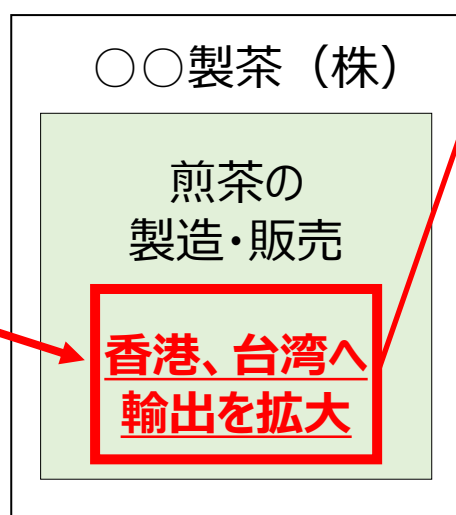 ○○製茶（株）
煎茶の
製造・販売
香港、台湾へ
輸出を拡大